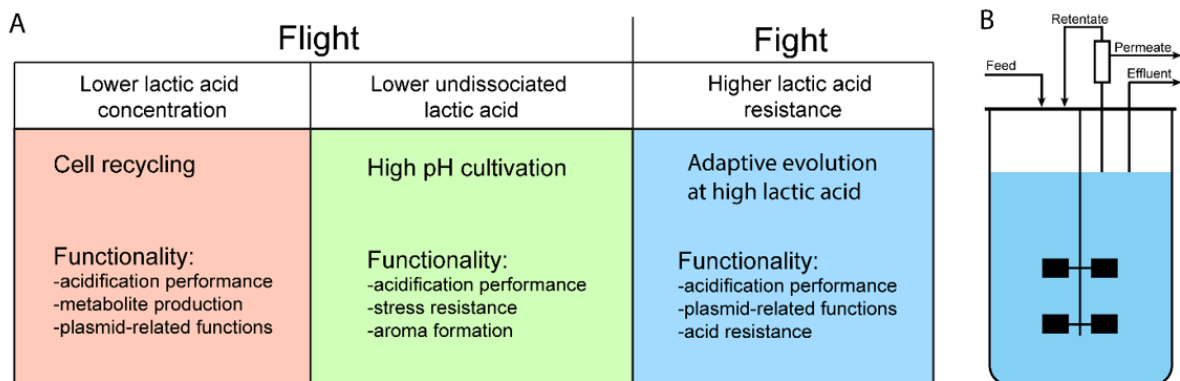 A
Flight
Fight
Lower lactic acid
concentration
Lower undissociated
lactic acid
Higher lactic acid
resistance
Cell recycling
Functionality:
-acidification performance
-metabolite production
-plasmid-related functions
High pH cultivation
Functionality:
-acidification performance
-stress resistance
-aroma formation
Adaptive evolution
at high lactic acid
Functionality:
-acidification performance
-plasmid-related functions
-acid resistance
B
Retentate
Permeate
Feed
Effluent